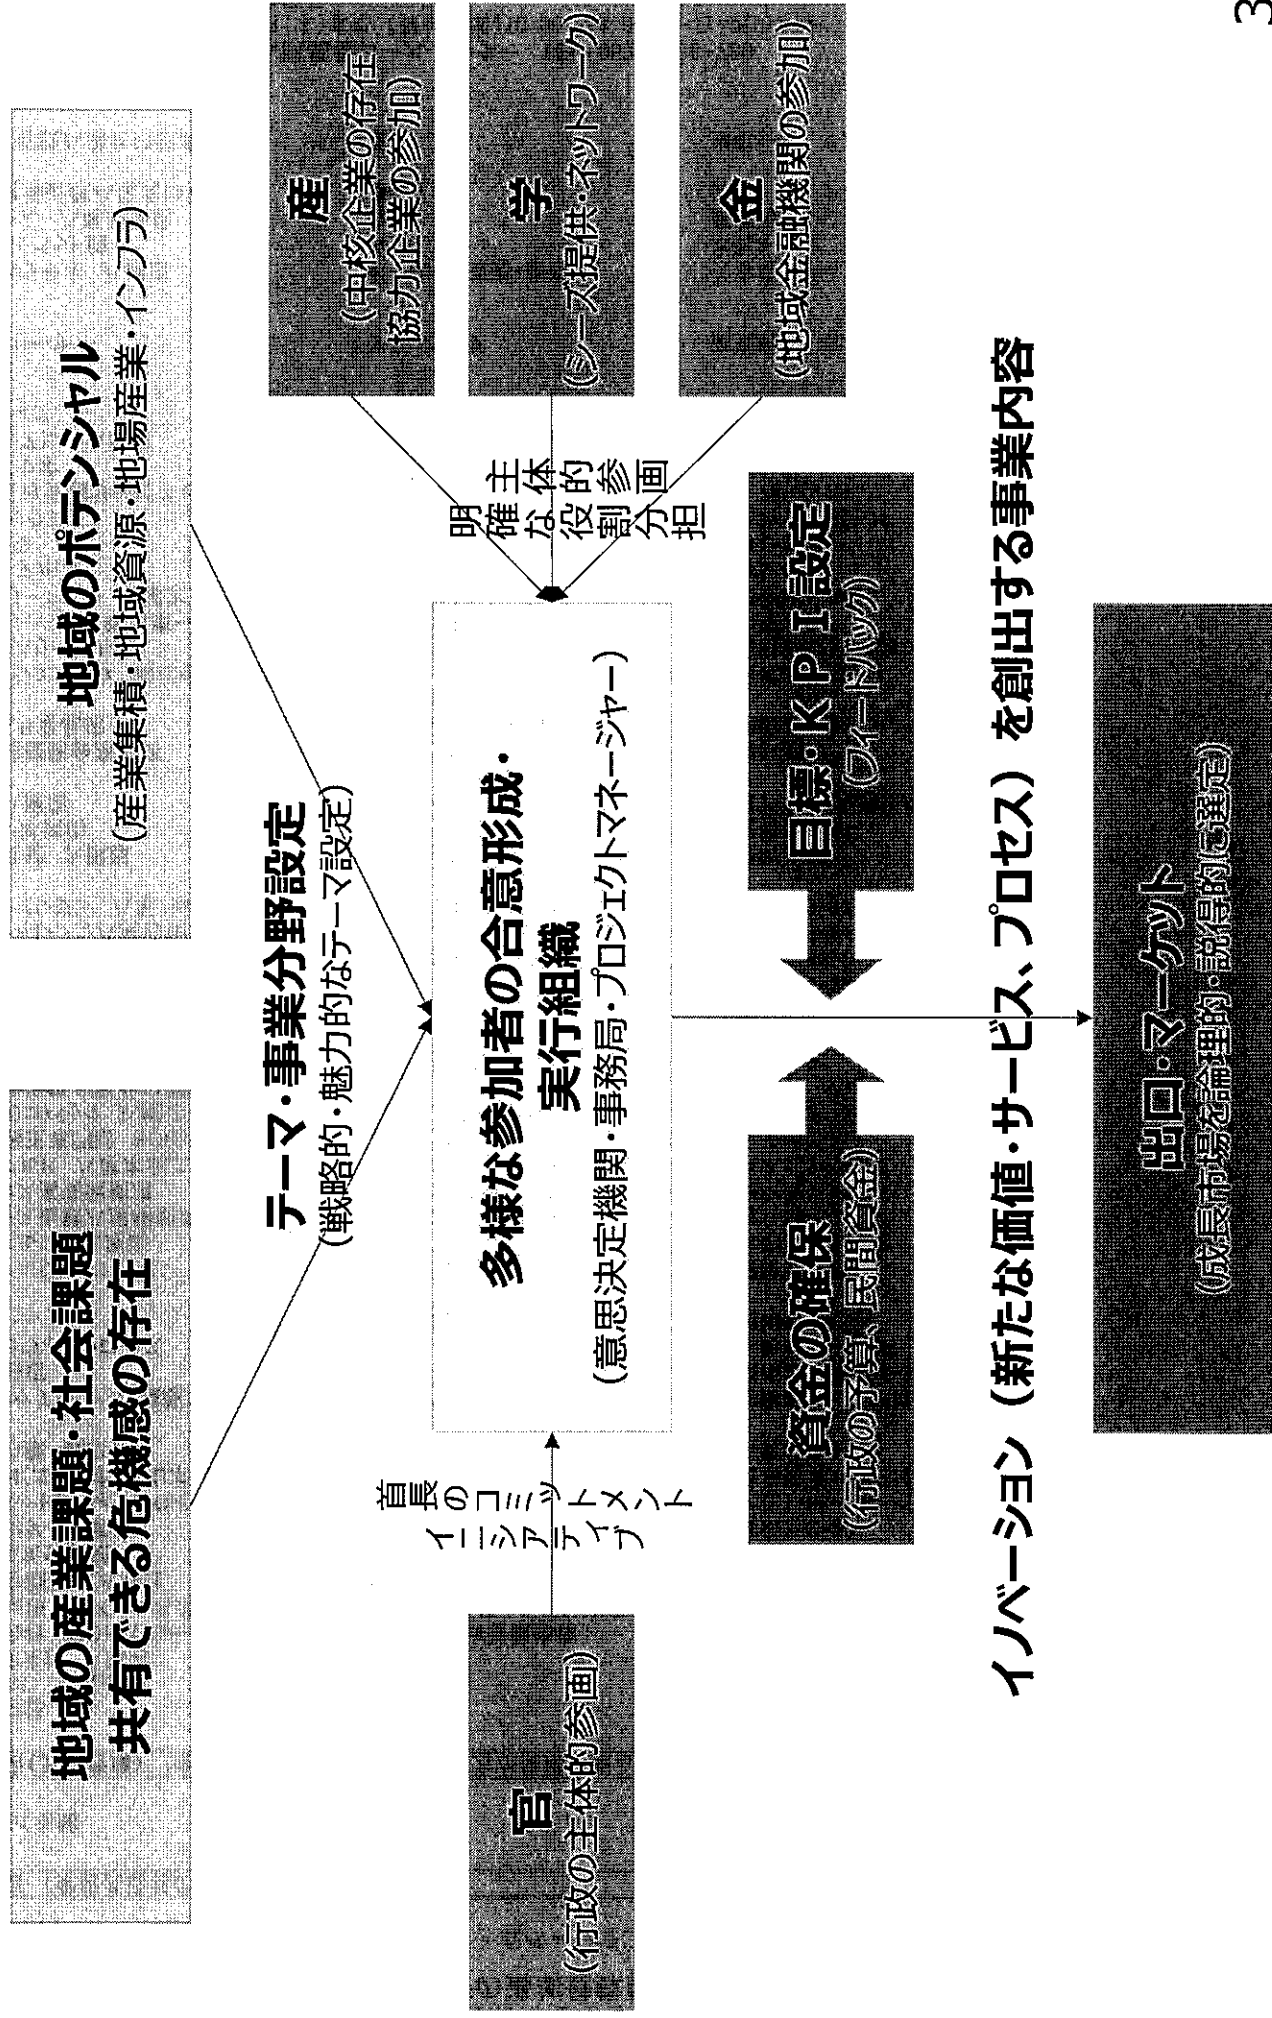 地域の産業課題・社会課題
共有できる危機感の存在
地域のポテンシャル
(産業集積・地域資源・地場産業・インフラ)
テーマ・事業分野設定
(戦略的・魅力的なテーマ設定)
官
(行政の主体的参画)
首長のコミットメント
イニシアティブ
多様な参加者の合意形成・
実行組織
(意思決定機関・事務局・プロジェクトマネージャー)
主体的参画
明確な役割分担
産
(中核企業の存在
協力企業の参加)
学
(シーズ提供・ネットワーク)
金
(地域金融機関の参加)
資金の確保
(行政の予算、民間資金)
目標・KPI設定
(フィードバック)
イノベーション（新たな価値・サービス、プロセス）を創出する事業内容
出口・マーケット
(成長市場を論理的・説得的に選定)
3